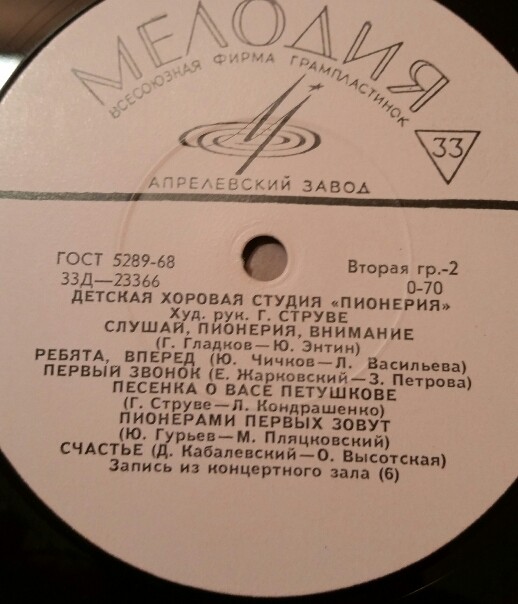 МЕЛОДИЯ
ВСЕСОЮЗНАЯ ФИРМА ГРАМПЛАСТИНОК
33
АПРЕЛЕВСКИЙ ЗАВОД
ГОСТ 5289-68
Вторая гр.-2
33Д—23366
0-70
ДЕТСКАЯ ХОРОВАЯ СТУДИЯ «ПИОНЕРИЯ»
Худ. рук. Г. СТРУВЕ
СЛУШАЙ, ПИОНЕРИЯ, ВНИМАНИЕ
(Г. Гладков—Ю. Энтин)
РЕБЯТА, ВПЕРЕД (Ю. Чичков—Л. Васильева)
ПЕРВЫЙ ЗВОНОК (Е. Жарковский—З. Петрова)
ПЕСЕНКА О ВАСЕ ПЕТУШКОВЕ
(Г. Струве—Л. Кондрашенко)
ПИОНЕРАМИ ПЕРВЫХ ЗОВУТ
(Ю. Гурьев—М. Пляцковский)
СЧАСТЬЕ (Д. Кабалевский—О. Высотская)
Запись из концертного зала (6)